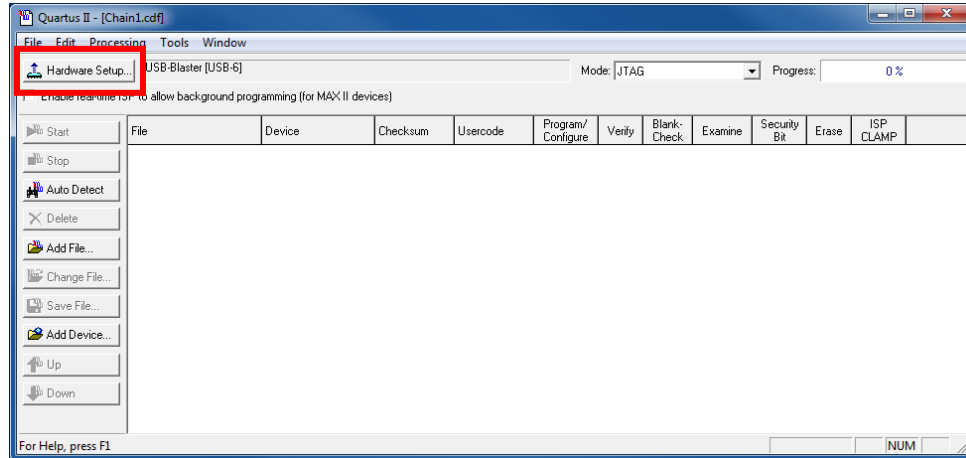 Quartus II - [Chain1.cdf]
File Edit Processing Tools Window
Hardware Setup... USB-Blaster [USB-6] Mode: JTAG Progress: 0 %
Enable real-time ISP to allow background programming (for MAX II devices)
Start
Stop
Auto Detect
Delete
Add File...
Change File...
Save File...
Add Device...
Up
Down
File Device Checksum Usercode Program/ Configure Verify Blank- Check Examine Security Bit Erase ISP CLAMP
For Help, press F1 NUM